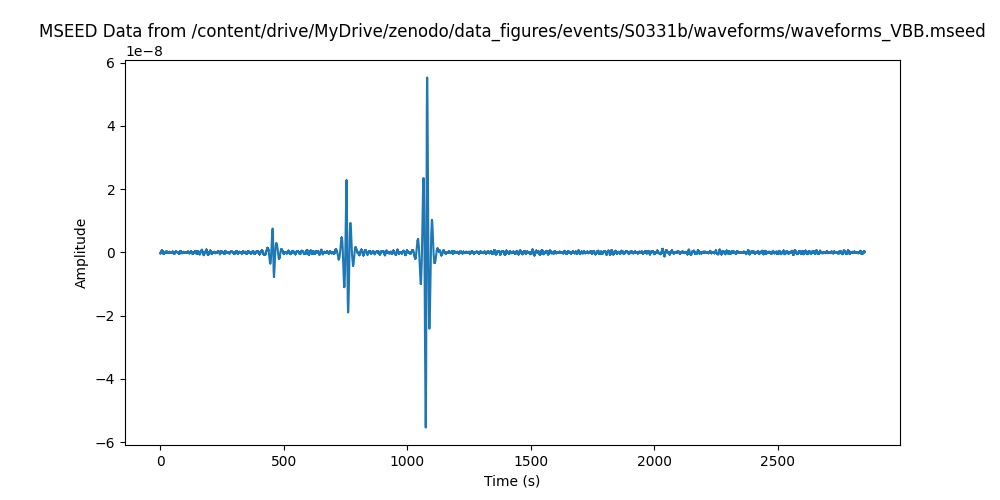 MSEED Data from /content/drive/MyDrive/zenodo/data_figures/events/S0331b/waveforms/waveforms_VBB.mseed
1e−8
6
4
2
0
−2
−4
−6
Amplitude
0 500 1000 1500 2000 2500
Time (s)